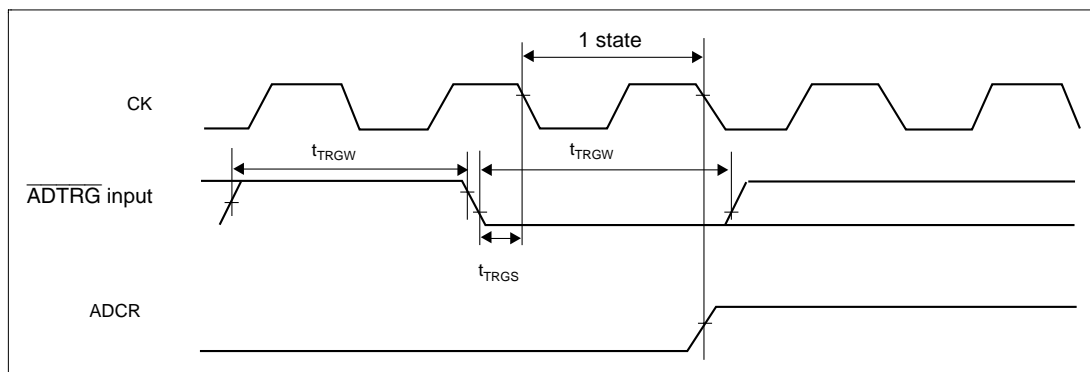 1 state
CK
tTRGW
tTRGW
ADTRG input
tTRGS
ADCR